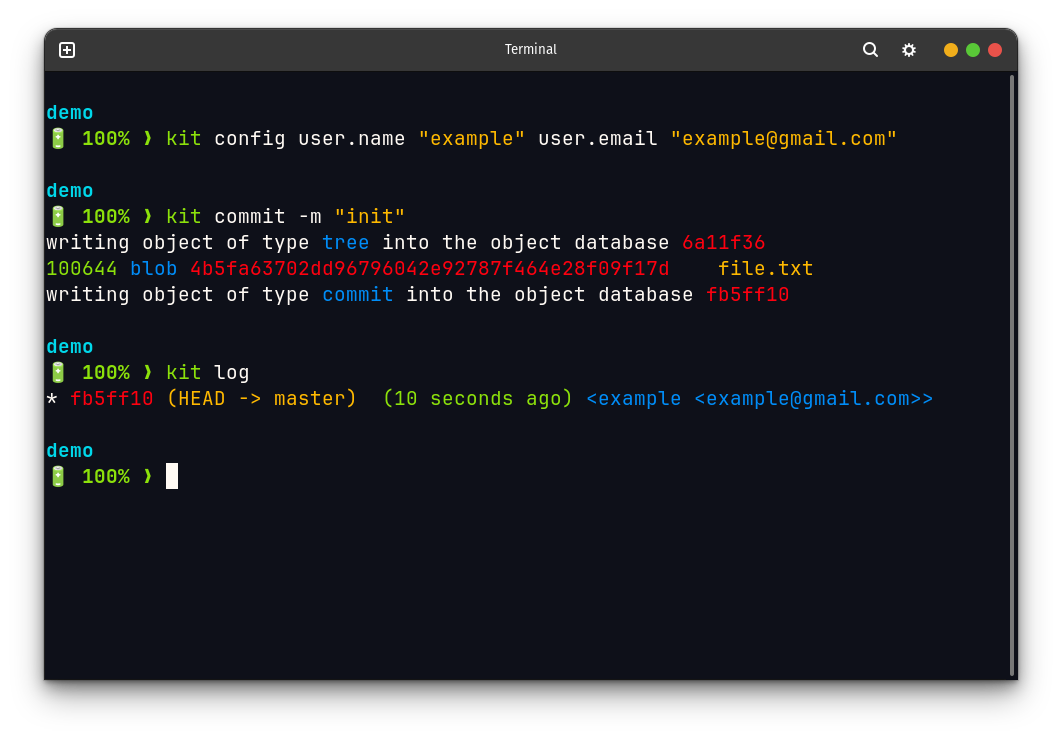 Terminal
demo
100% ❯ kit config user.name "example" user.email "example@gmail.com"
demo
100% ❯ kit commit -m "init"
writing object of type tree into the object database 6a11f36
100644 blob 4b5fa63702dd96796042e92787f464e28f09f17d    file.txt
writing object of type commit into the object database fb5ff10
demo
100% ❯ kit log
* fb5ff10 (HEAD -> master)  (10 seconds ago) <example <example@gmail.com>>
demo
100% ❯